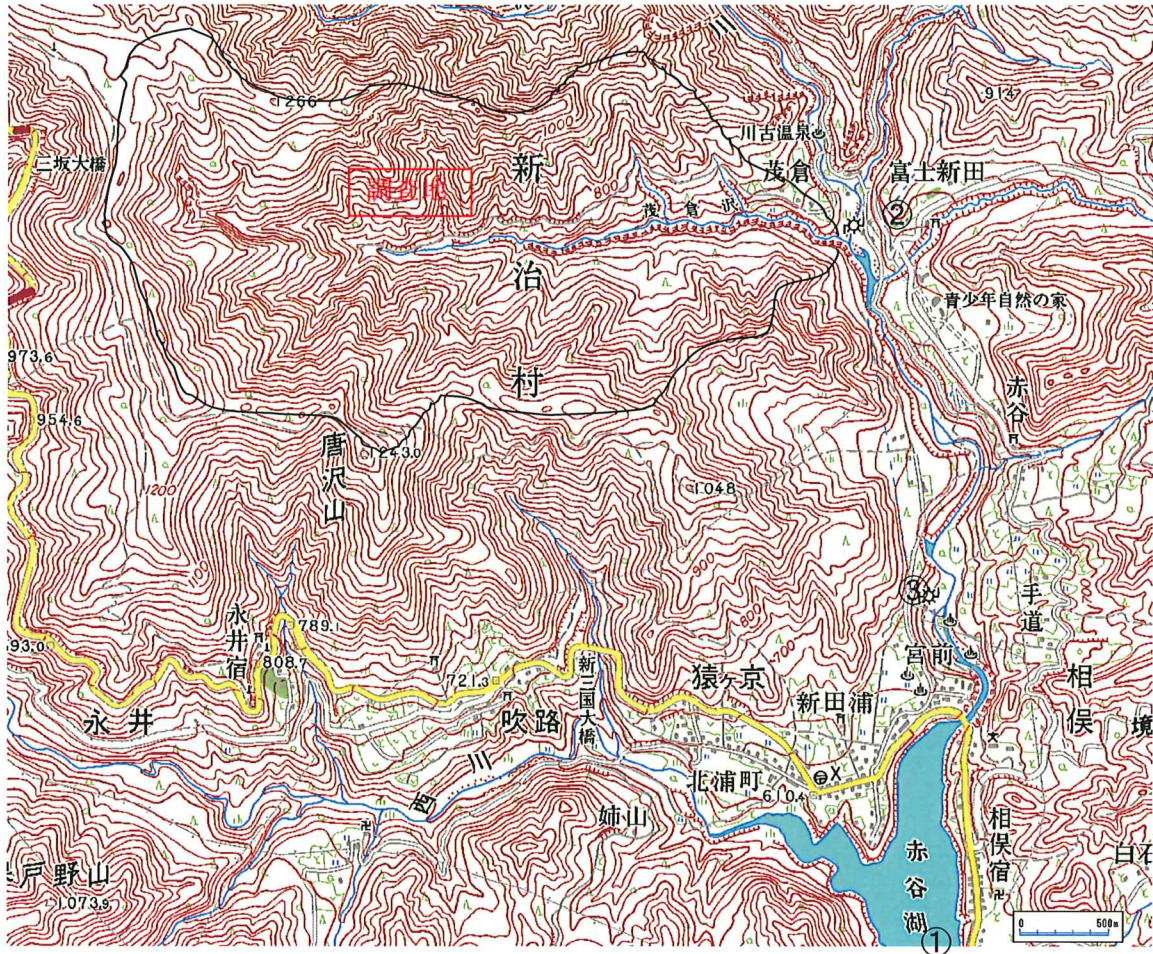 三坂大橋
1266
1000
調査地
新
治
村
800
茂倉沢
川
川古温泉
茂倉
914
富士新田
②
青少年自然の家
赤谷
973.6
954.6
1200
唐沢山
1243.0
1048
900
800
700
100
③
手道
宮前
相俣
境
永井宿
789.1
808.7
93.0
721.3
永井
吹路
新三国大橋
猿ヶ京
新田浦
北浦町
610.4
西川
姉山
戸野山
1073.9
赤谷湖
相俣宿
白石
①
0 500m